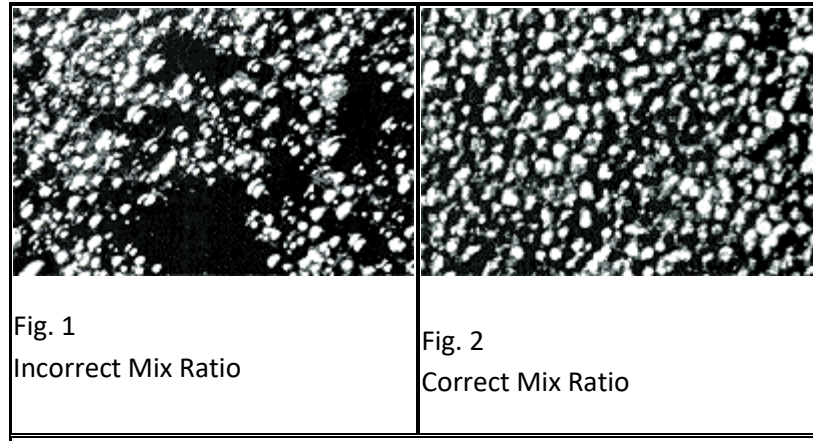 Fig. 1
Incorrect Mix Ratio
Fig. 2
Correct Mix Ratio